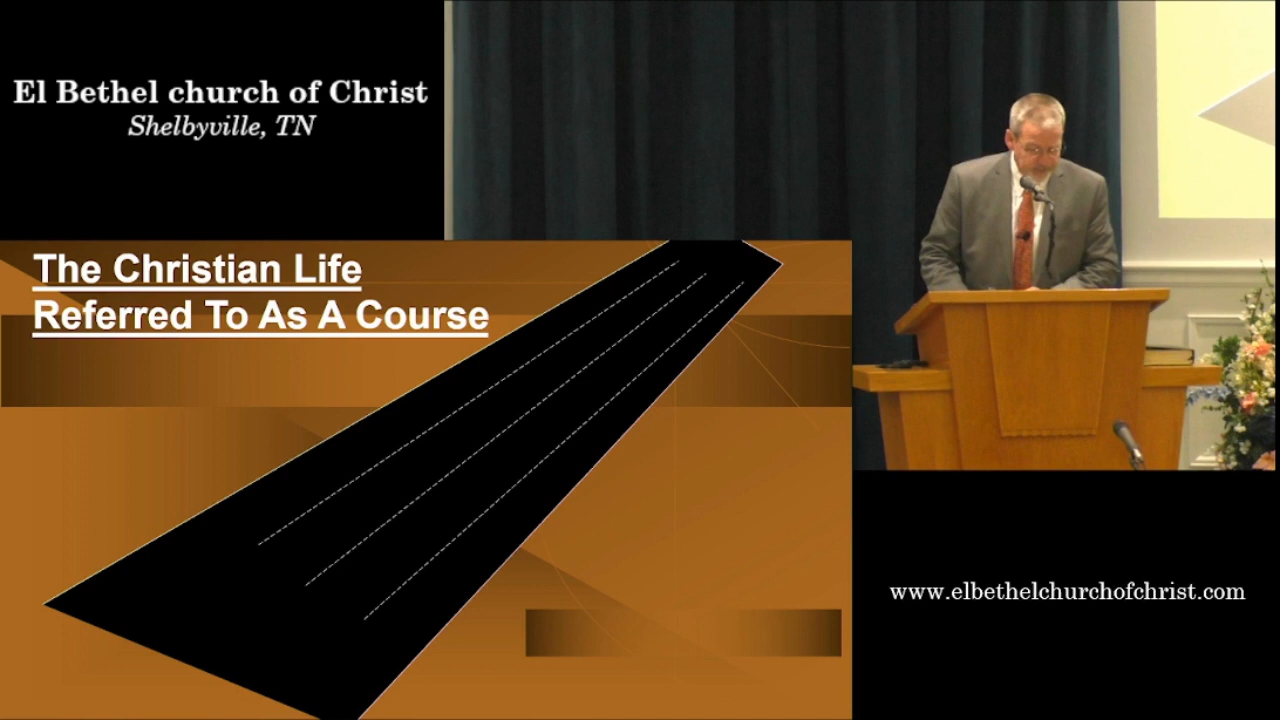 El Bethel church of Christ
Shelbyville, TN
The Christian Life
Referred To As A Course
www.elbethelchurchofchrist.com